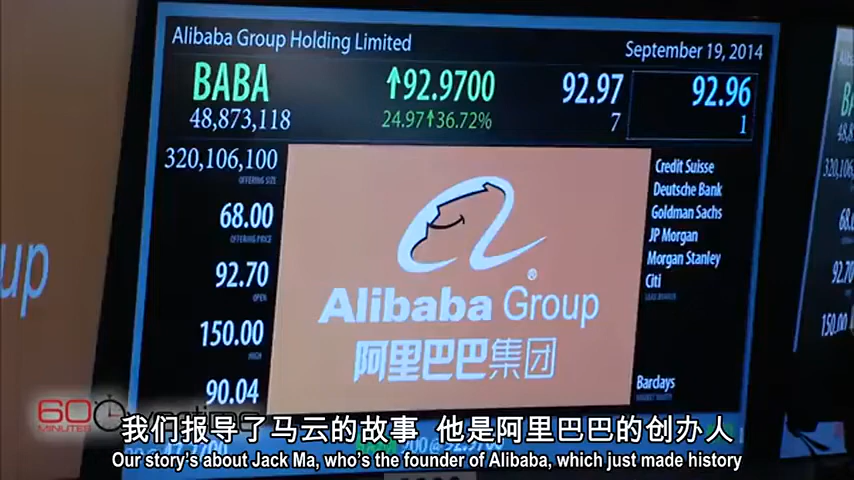 Alibaba Group Holding Limited
September 19, 2014
BABA ↑92.9700 92.97 92.96
48,873,118 24.97↑36.72% 7 1
320,106,100
OFFERING SIZE
68.00
OFFERING PRICE
92.70
OPEN
150.00
HIGH
90.04
Alibaba Group
阿里巴巴集团
Credit Suisse
Deutsche Bank
Goldman Sachs
JP Morgan
Morgan Stanley
Citi
Barclays
up
60
MINUTES
我们报导了马云的故事 他是阿里巴巴的创办人
Our story's about Jack Ma, who's the founder of Alibaba, which just made history